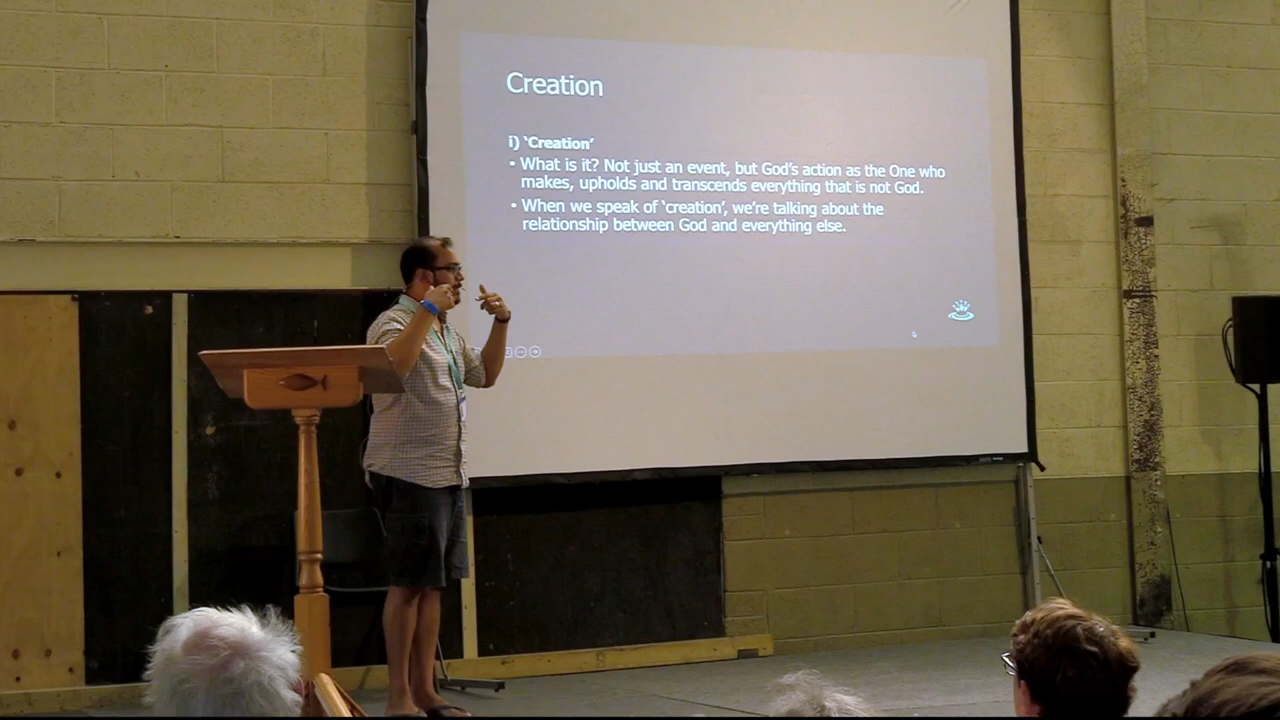 Creation
i) ‘Creation’
• What is it? Not just an event, but God’s action as the One who
makes, upholds and transcends everything that is not God.
• When we speak of ‘creation’, we’re talking about the
relationship between God and everything else.